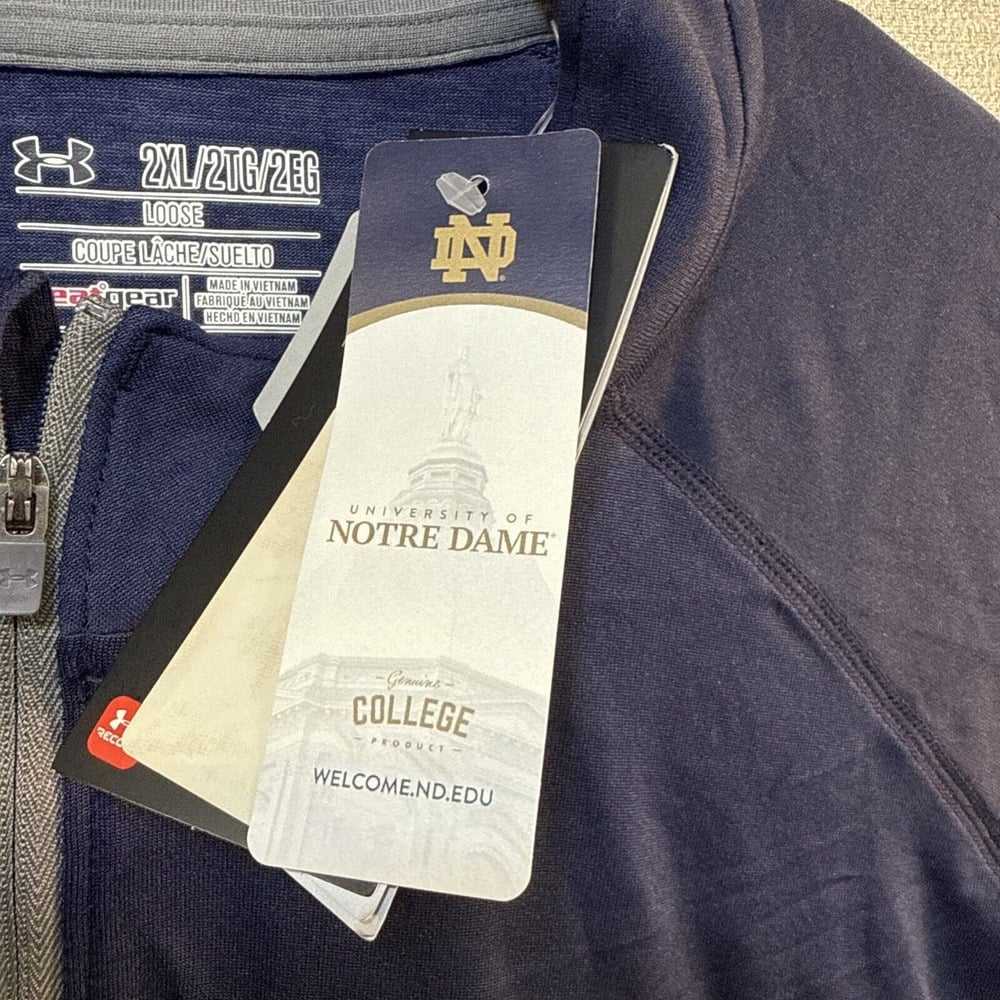 2XL/2TG/2EG
LOOSE
COUPE LÂCHE/SUELTO
MADE IN VIETNAM
FABRIQUÉ AU VIETNAM
HECHO EN VIETNAM
ND
UNIVERSITY OF
NOTRE DAME®
Genuine
COLLEGE
PRODUCT
WELCOME.ND.EDU